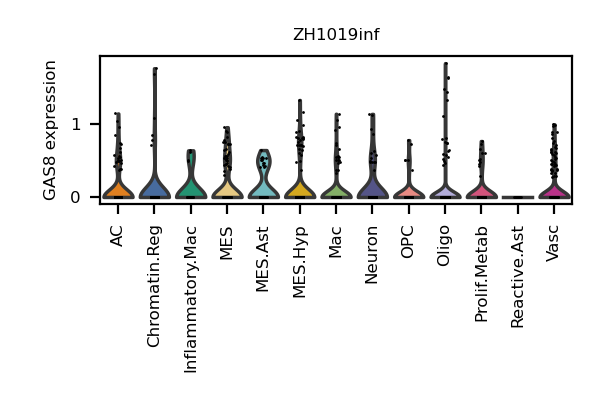 ZH1019inf
GAS8 expression
1
0
AC
Chromatin.Reg
Inflammatory.Mac
MES
MES.Ast
MES.Hyp
Mac
Neuron
OPC
Oligo
Prolif.Metab
Reactive.Ast
Vasc